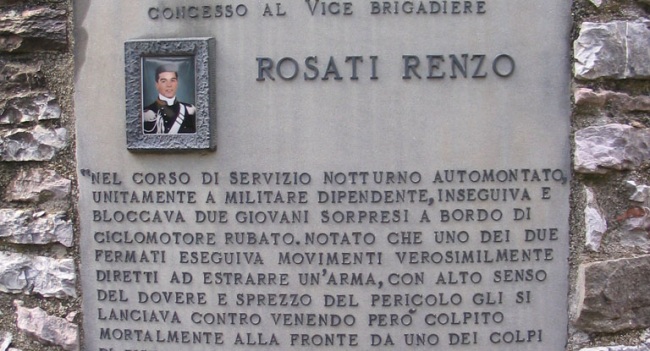 CONCESSO AL VICE BRIGADIERE
ROSATI RENZO
"NEL CORSO DI SERVIZIO NOTTURNO AUTOMONTATO,
UNITAMENTE A MILITARE DIPENDENTE, INSEGUIVA E
BLOCCAVA DUE GIOVANI SORPRESI A BORDO DI
CICLOMOTORE RUBATO. NOTATO CHE UNO DEI DUE
FERMATI ESEGUIVA MOVIMENTI VEROSIMILMENTE
DIRETTI AD ESTRARRE UN'ARMA, CON ALTO SENSO
DEL DOVERE E SPREZZO DEL PERICOLO GLI SI
LANCIAVA CONTRO VENENDO PERÒ COLPITO
MORTALMENTE ALLA FRONTE DA UNO DEI COLPI